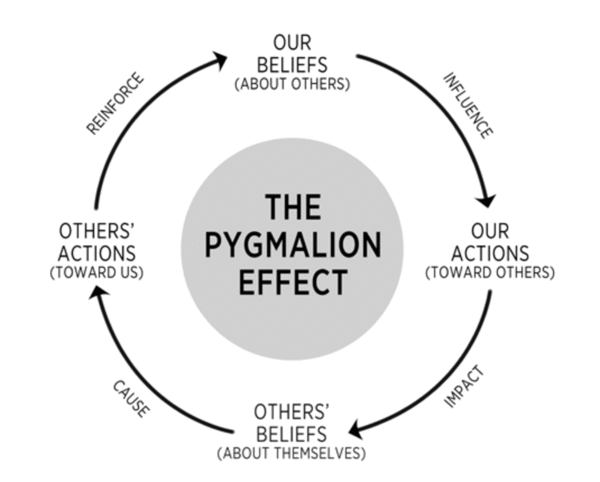 OUR
BELIEFS
(ABOUT OTHERS)
INFLUENCE
OUR
ACTIONS
(TOWARD OTHERS)
IMPACT
OTHERS'
BELIEFS
(ABOUT THEMSELVES)
CAUSE
OTHERS'
ACTIONS
(TOWARD US)
REINFORCE
THE
PYGMALION
EFFECT